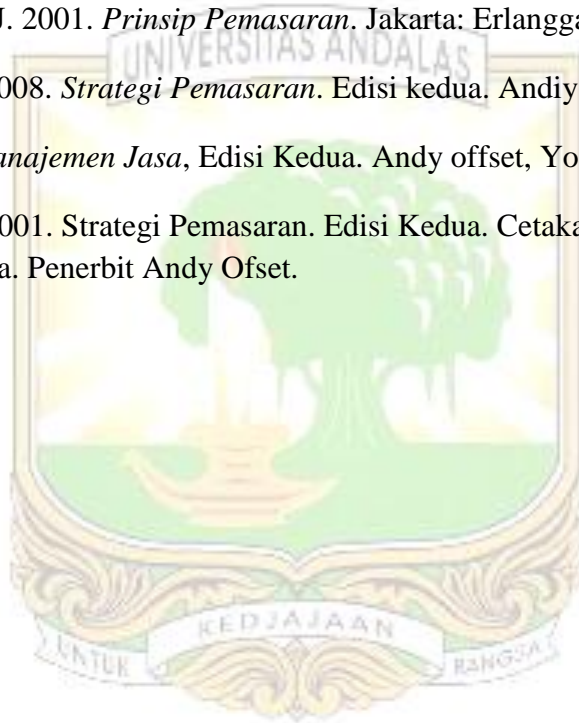 J. 2001. Prinsip Pemasaran. Jakarta: Erlangga
UNIVERSITAS ANDALAS
008. Strategi Pemasaran. Edisi kedua. Andiy
anajemen Jasa, Edisi Kedua. Andy offset, Yo
001. Strategi Pemasaran. Edisi Kedua. Cetaka
a. Penerbit Andy Ofset.
KEDJAJAAN
UNTUK BANGSA